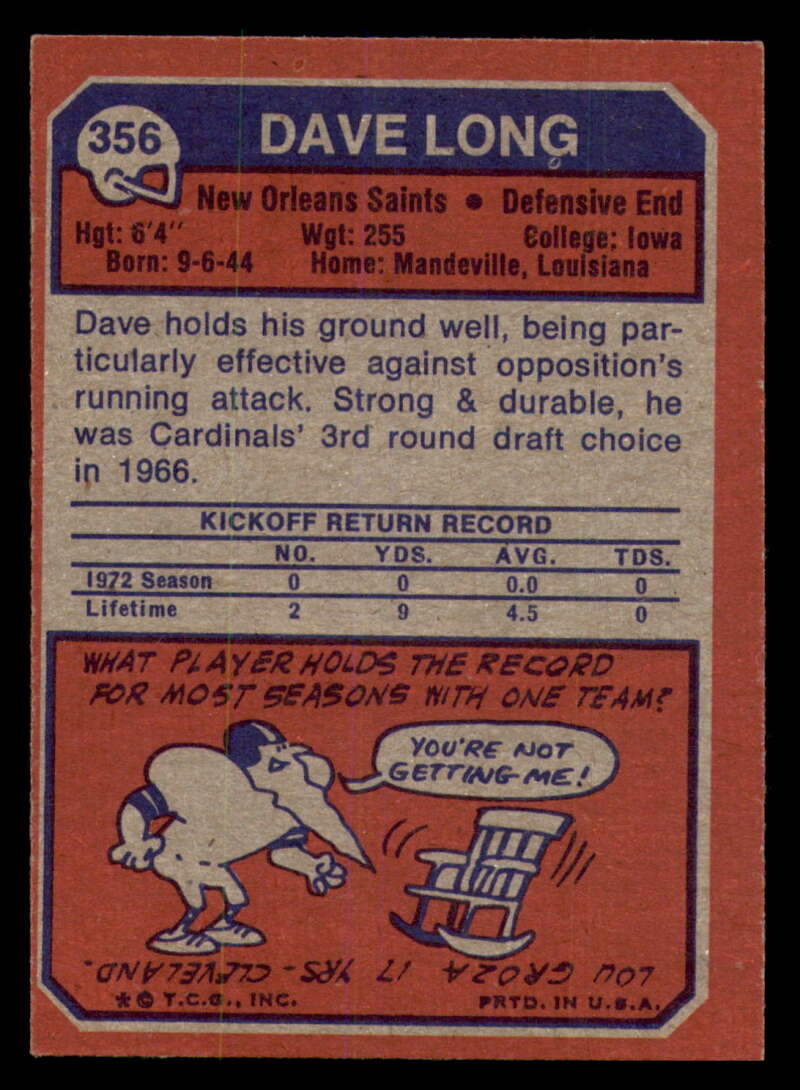 356
DAVE LONG
New Orleans Saints • Defensive End
Hgt: 6'4" Wgt: 255 College: Iowa
Born: 9-6-44 Home: Mandeville, Louisiana
Dave holds his ground well, being par-
ticularly effective against opposition's
running attack. Strong & durable, he
was Cardinals' 3rd round draft choice
in 1966.
KICKOFF RETURN RECORD
NO. YDS. AVG. TDS.
1972 Season 0 0 0.0 0
Lifetime 2 9 4.5 0
WHAT PLAYER HOLDS THE RECORD
FOR MOST SEASONS WITH ONE TEAM?
YOU'RE NOT
GETTING ME!
LOU GROZA 17 YRS - CLEVELAND.
* © T.C.G., INC. PRTD. IN U.S.A.